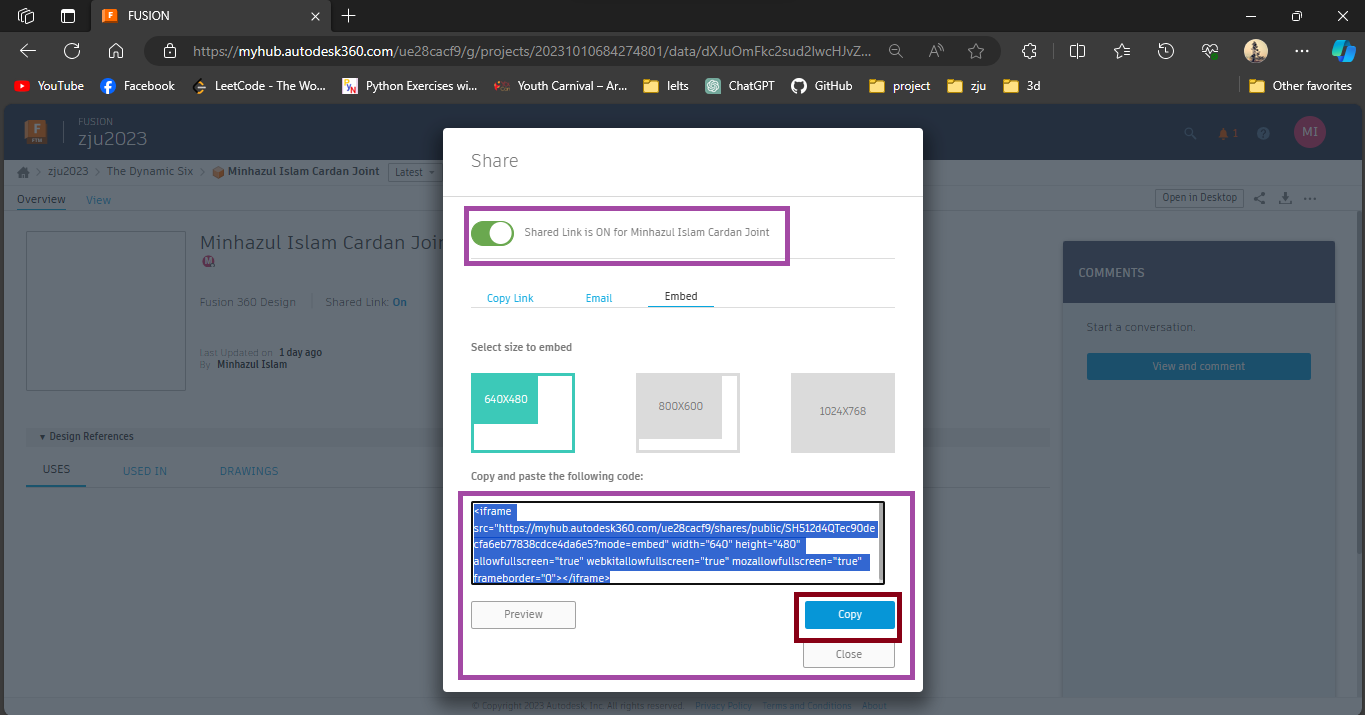 FUSION
https://myhub.autodesk360.com/ue28cacf9/g/projects/20231010684274801/data/dXJuOmFkc2sud2lwcHJvZ...
YouTube
Facebook
LeetCode - The Wo...
Python Exercises wi...
Youth Carnival – Ar...
Ielts
ChatGPT
GitHub
project
zju
3d
Other favorites
FUSION
zju2023
1
MI
zju2023 > The Dynamic Six > Minhazul Islam Cardan Joint
Latest
Overview
View
Open in Desktop
Minhazul Islam Cardan Join
M
Fusion 360 Design
Shared Link: On
Last Updated on 1 day ago
By Minhazul Islam
Design References
USES
USED IN
DRAWINGS
Share
Shared Link is ON for Minhazul Islam Cardan Joint
Copy Link
Email
Embed
Select size to embed
640X480
800X600
1024X768
Copy and paste the following code:
<iframe
src="https://myhub.autodesk360.com/ue28cacf9/shares/public/SH512d4QTec90de
cfa6eb77838cdce4da6e5?mode=embed" width="640" height="480"
allowfullscreen="true" webkitallowfullscreen="true" mozallowfullscreen="true"
frameborder="0"></iframe>
Preview
Copy
Close
COMMENTS
Start a conversation.
View and comment
© Copyright 2023 Autodesk, Inc. All rights reserved.
Privacy Policy
Terms and Conditions
About